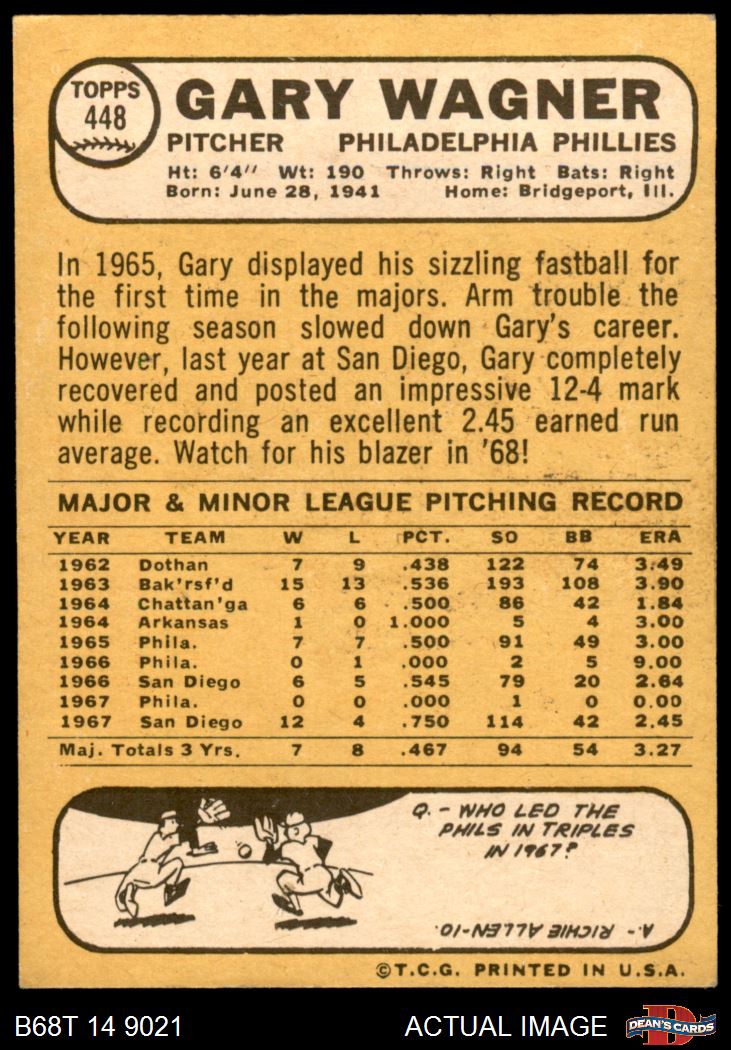 TOPPS
448
GARY WAGNER
PITCHER PHILADELPHIA PHILLIES
Ht: 6'4'' Wt: 190 Throws: Right Bats: Right
Born: June 28, 1941 Home: Bridgeport, Ill.
In 1965, Gary displayed his sizzling fastball for
the first time in the majors. Arm trouble the
following season slowed down Gary's career.
However, last year at San Diego, Gary completely
recovered and posted an impressive 12-4 mark
while recording an excellent 2.45 earned run
average. Watch for his blazer in '68!
MAJOR & MINOR LEAGUE PITCHING RECORD
YEAR TEAM W L PCT. SO BB ERA
1962 Dothan 7 9 .438 122 74 3.49
1963 Bak'rsf'd 15 13 .536 193 108 3.90
1964 Chattan'ga 6 6 .500 86 42 1.84
1964 Arkansas 1 0 1.000 5 4 3.00
1965 Phila. 7 7 .500 91 49 3.00
1966 Phila. 0 1 .000 2 5 9.00
1966 San Diego 6 5 .545 79 20 2.64
1967 Phila. 0 0 .000 1 0 0.00
1967 San Diego 12 4 .750 114 42 2.45
Maj. Totals 3 Yrs. 7 8 .467 94 54 3.27
Q. - WHO LED THE
PHILS IN TRIPLES
IN 1967?
A. - RICHIE ALLEN-10.
©T.C.G. PRINTED IN U.S.A.
B68T 14 9021 ACTUAL IMAGE DEAN'S CARDS